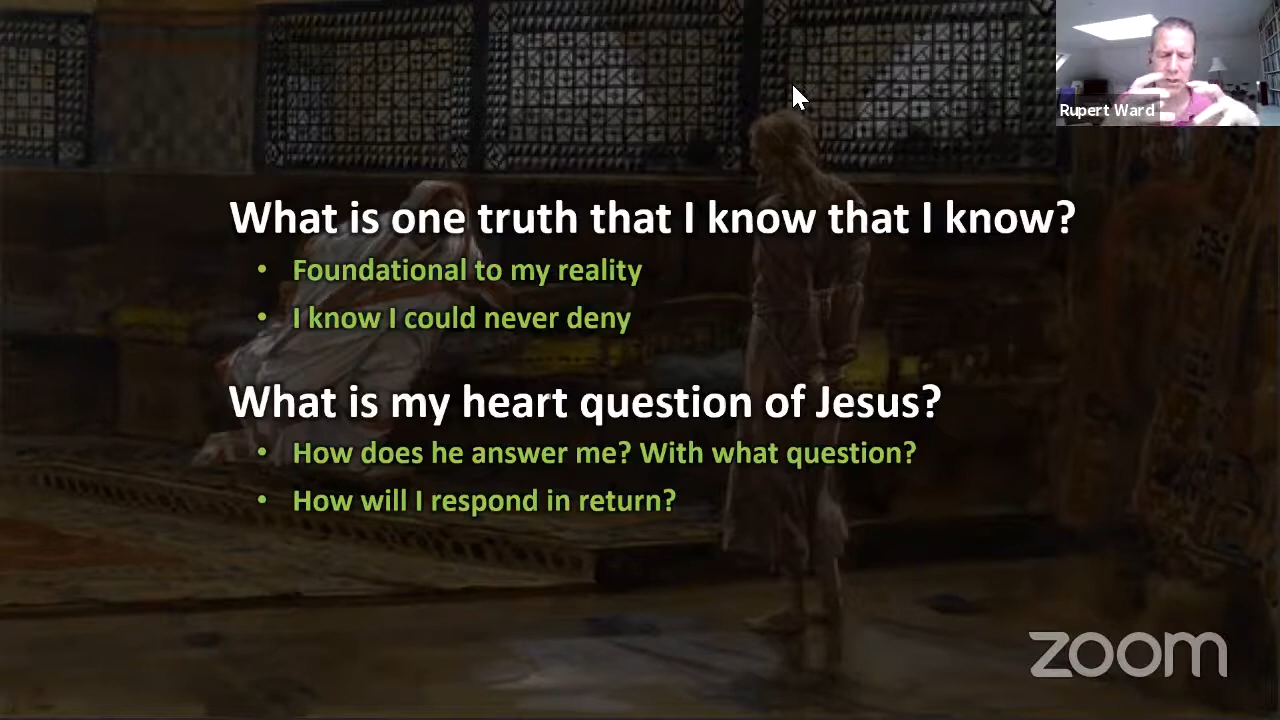 Rupert Ward
What is one truth that I know that I know?
• Foundational to my reality
• I know I could never deny
What is my heart question of Jesus?
• How does he answer me? With what question?
• How will I respond in return?
zoom